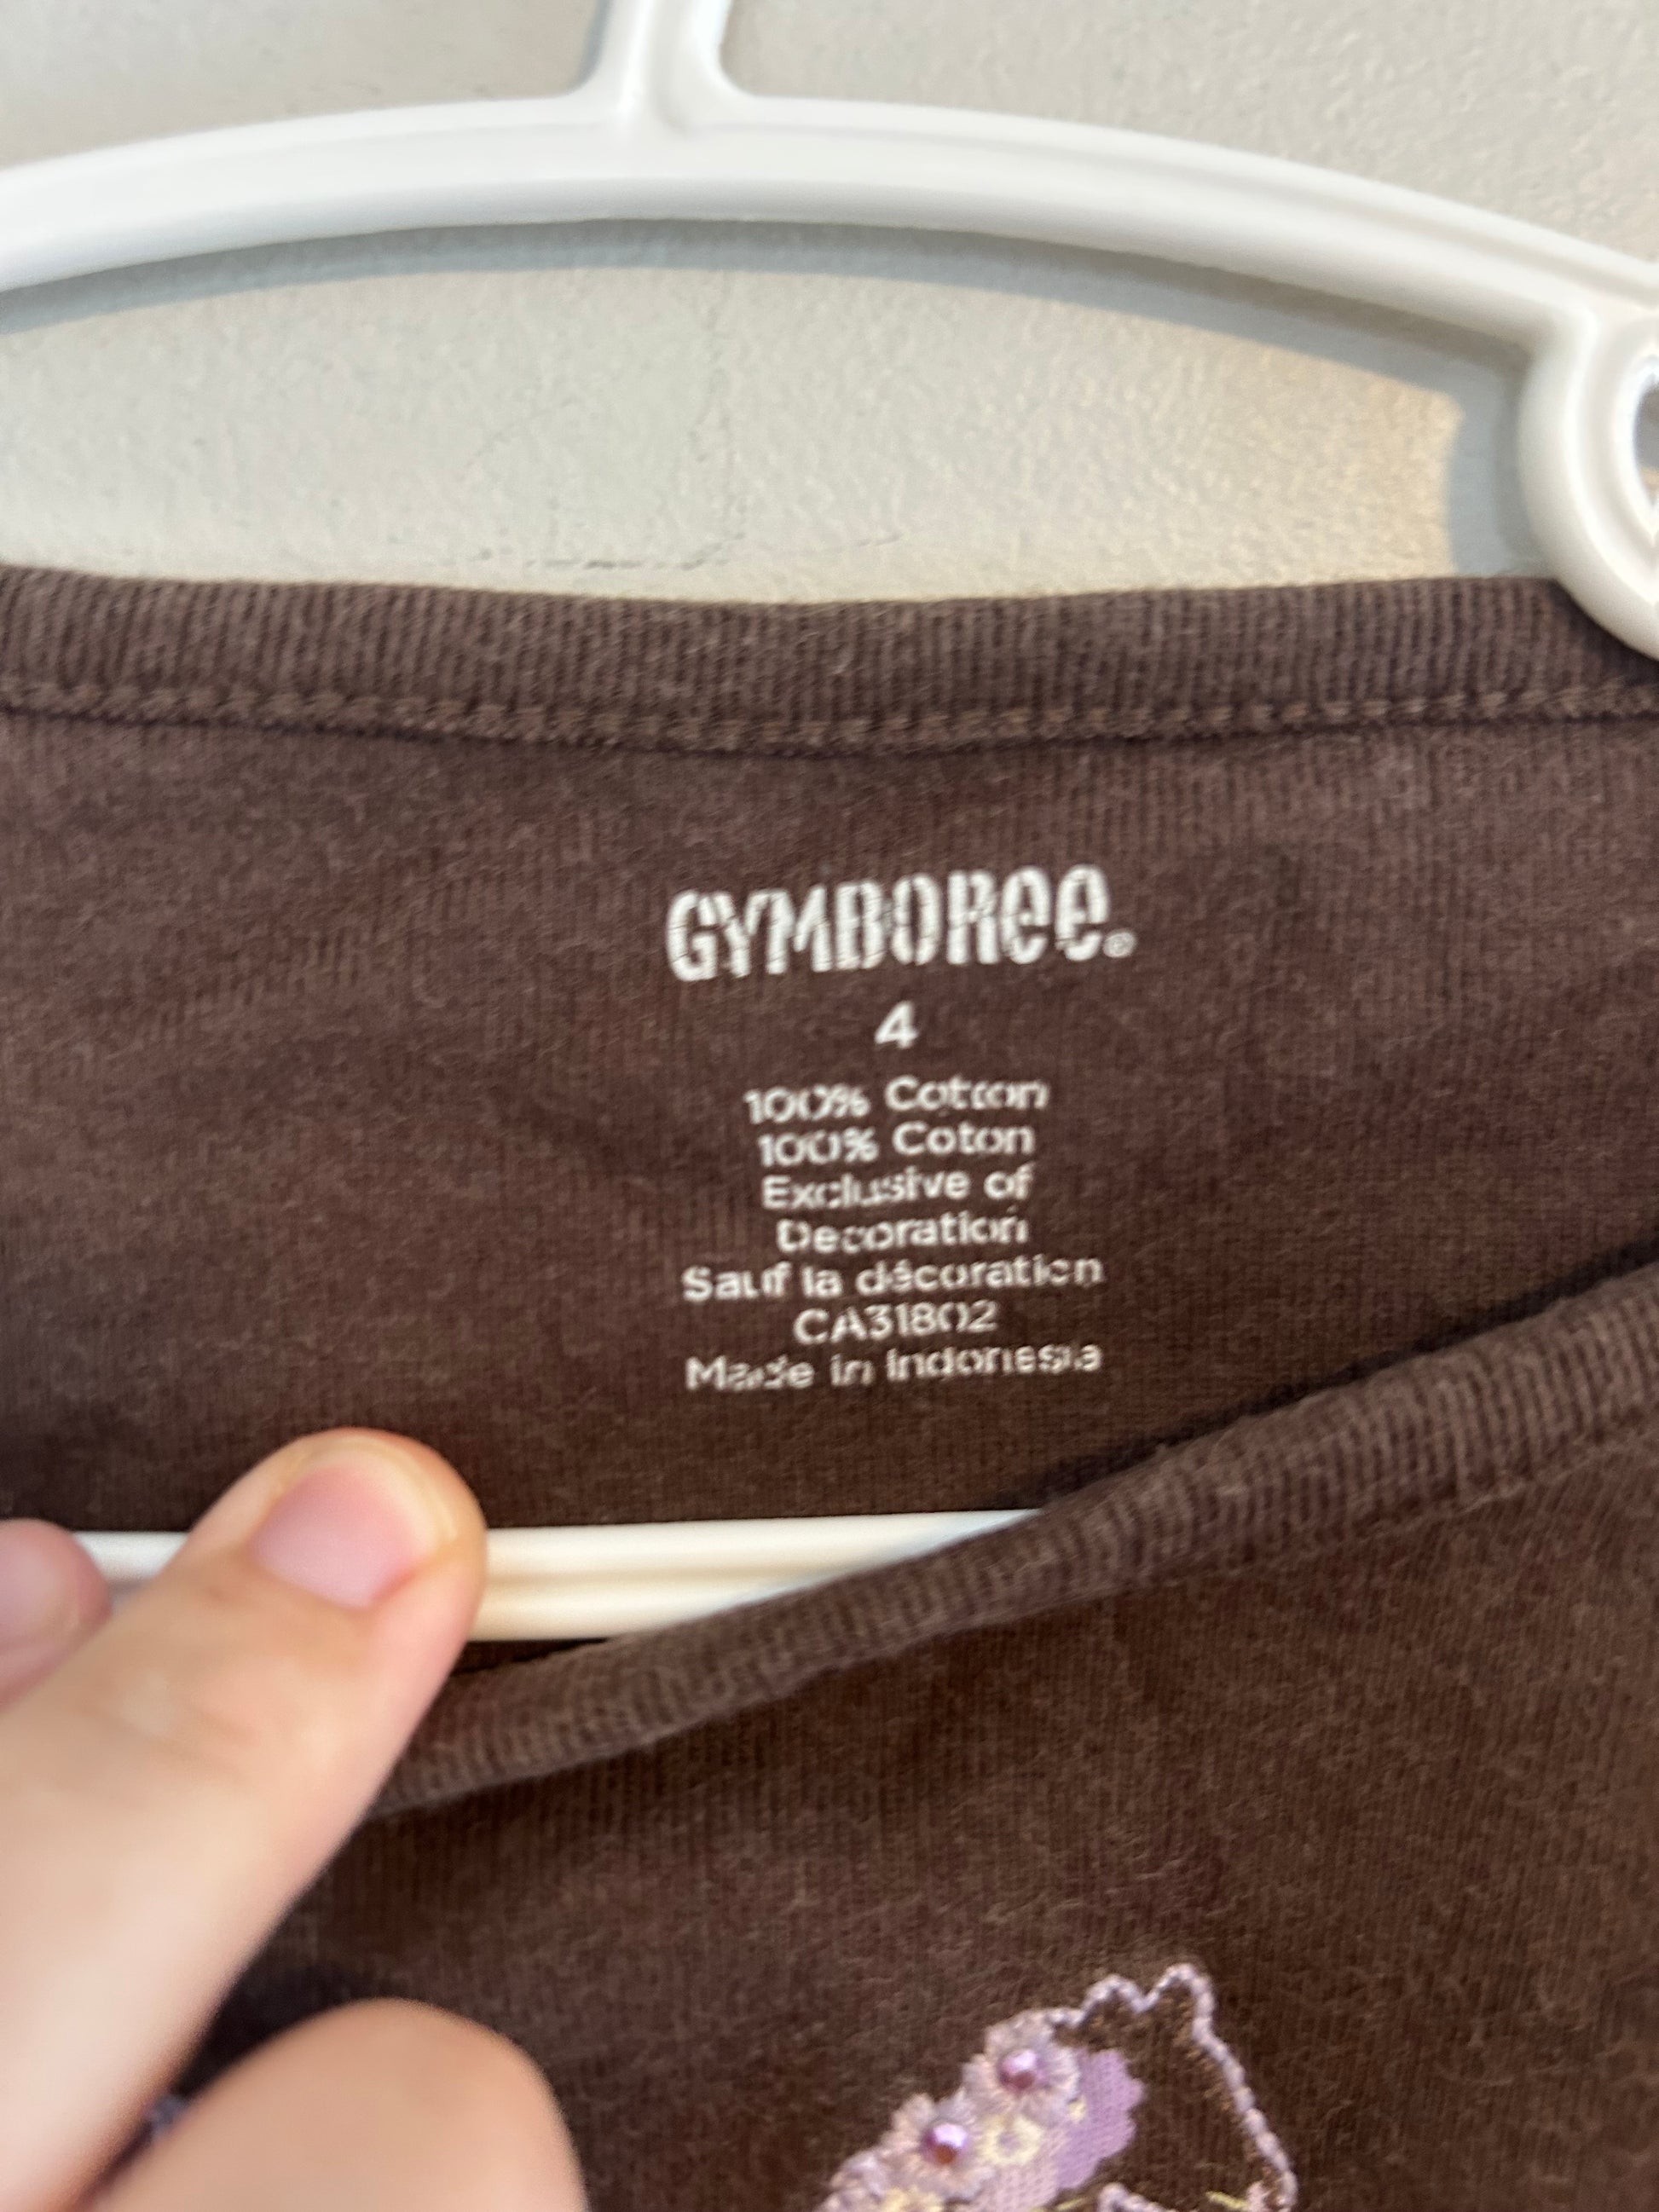 GYMBOREE®
4
100% Cotton
100% Coton
Exclusive of
Decoration
Sauf la décoration
CA31802
Made in Indonesia